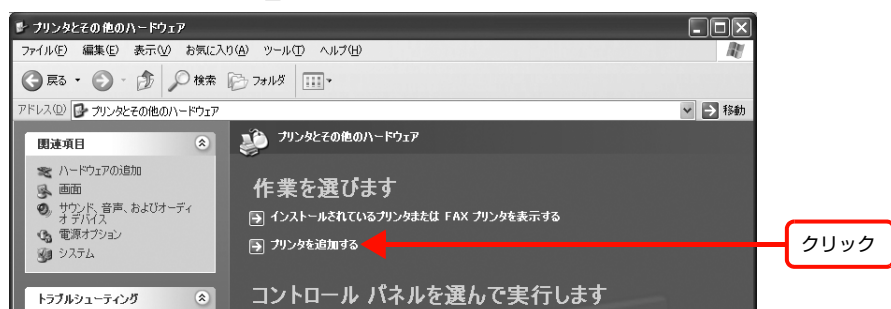 プリンタとその他のハードウェア
ファイル(F) 編集(E) 表示(V) お気に入り(A) ツール(T) ヘルプ(H)
戻る 検索 フォルダ
アドレス(D) プリンタとその他のハードウェア 移動
関連項目
ハードウェアの追加
画面
サウンド、音声、およびオーディ
オ デバイス
電源オプション
システム
トラブルシューティング
プリンタとその他のハードウェア
作業を選びます
インストールされているプリンタまたは FAX プリンタを表示する
プリンタを追加する
コントロール パネルを選んで実行します
クリック